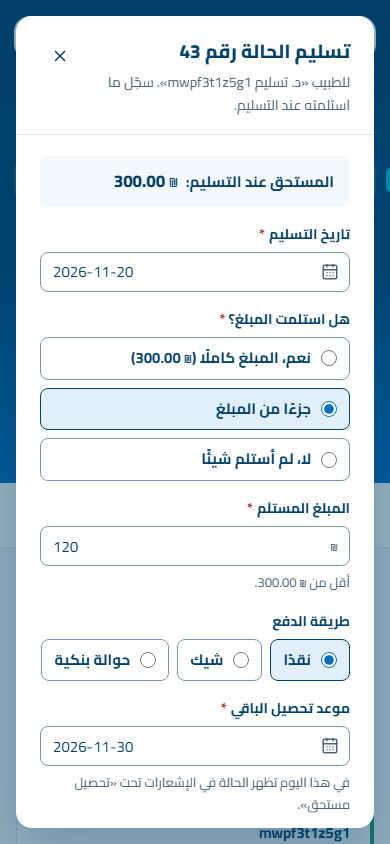 تسليم الحالة رقم 43
للطبيب «د. تسليم mwpf3t1z5g1». سجّل ما
استلمته عند التسليم.
المستحق عند التسليم: ₪ 300.00
تاريخ التسليم *
2026-11-20
هل استلمت المبلغ؟ *
نعم، المبلغ كاملًا (₪ 300.00)
جزءًا من المبلغ
لا، لم أستلم شيئًا
المبلغ المستلم *
120 ₪
أقل من ₪ 300.00.
طريقة الدفع
نقدًا
شيك
حوالة بنكية
موعد تحصيل الباقي *
2026-11-30
في هذا اليوم تظهر الحالة في الإشعارات تحت «تحصيل
مستحق».
mwpf3t1z5g1